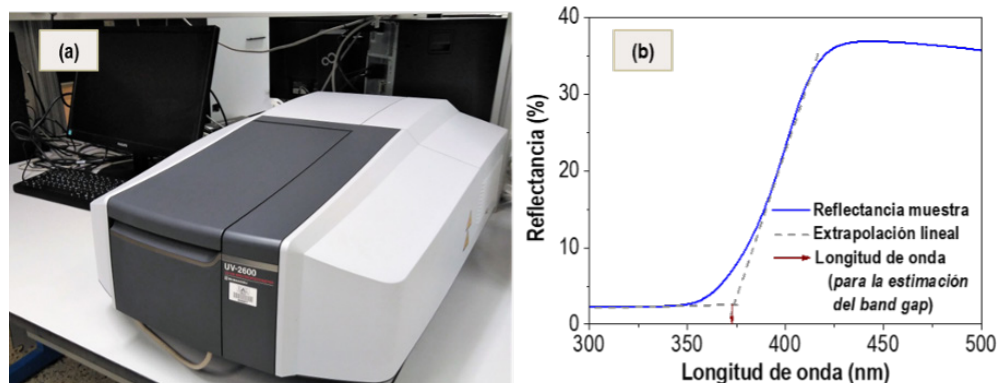 (a)
UV-2600
(b)
40
30
20
10
0
Reflectancia (%)
Reflectancia muestra
Extrapolación lineal
Longitud de onda
(para la estimación
del band gap)
300
350
400
450
500
Longitud de onda (nm)